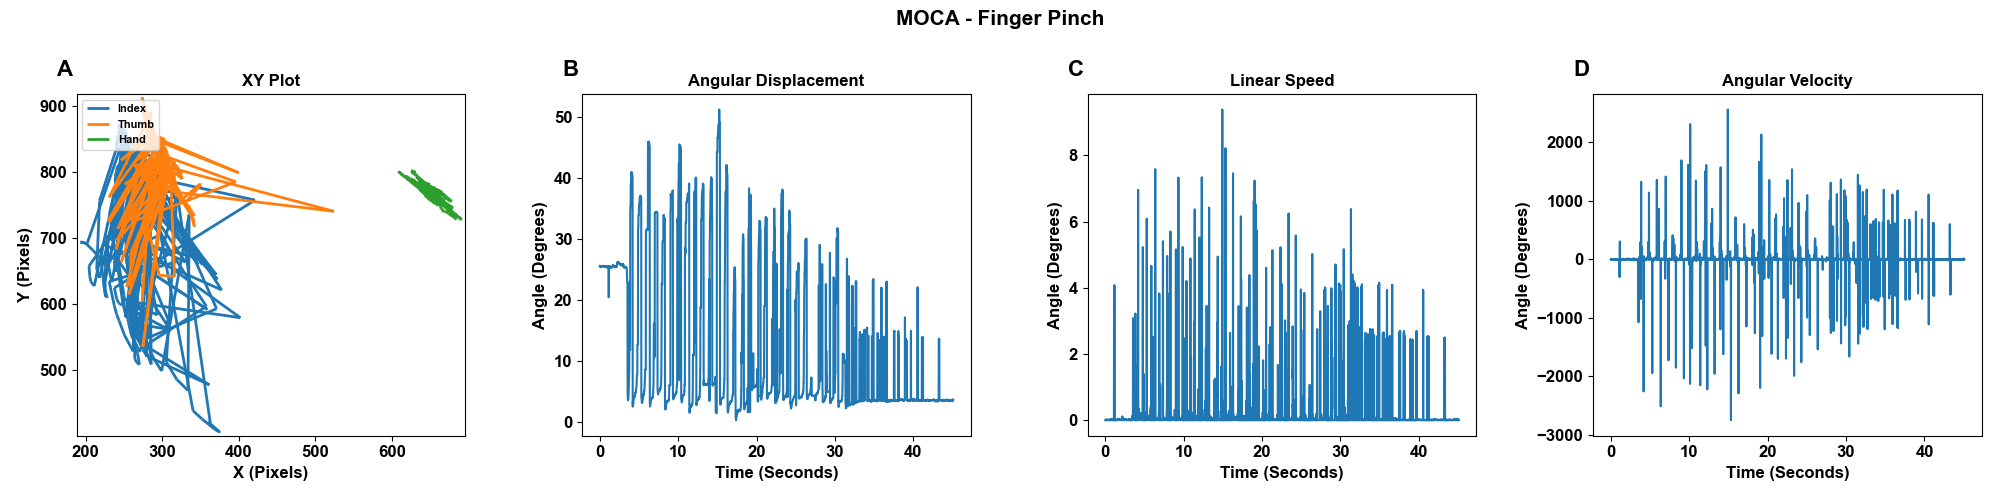 MOCA - Finger Pinch
A
XY Plot
Index
Thumb
Hand
900
800
700
600
500
200 300 400 500 600
Y (Pixels)
X (Pixels)
B
Angular Displacement
50
40
30
20
10
0
0 10 20 30 40
Angle (Degrees)
Time (Seconds)
C
Linear Speed
8
6
4
2
0
0 10 20 30 40
Angle (Degrees)
Time (Seconds)
D
Angular Velocity
2000
1000
0
−1000
−2000
−3000
0 10 20 30 40
Angle (Degrees)
Time (Seconds)